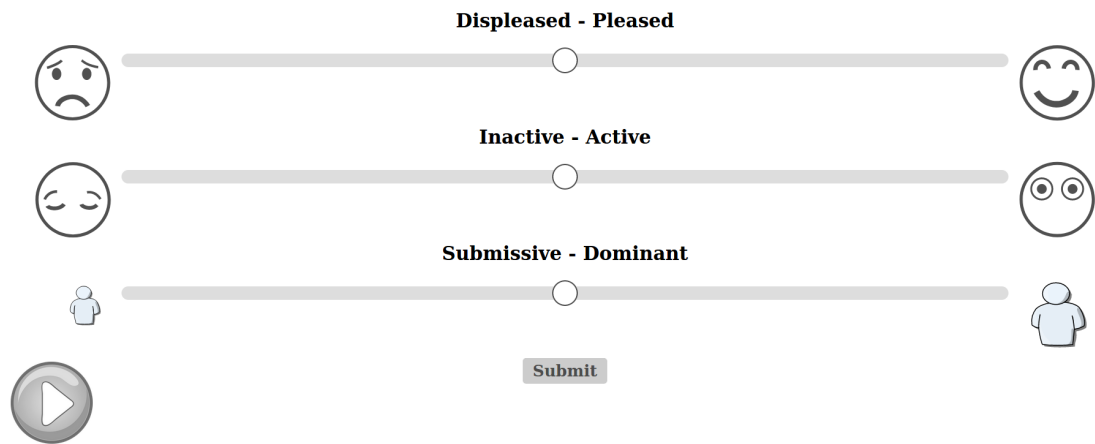 Displeased - Pleased
Inactive - Active
Submissive - Dominant
Submit